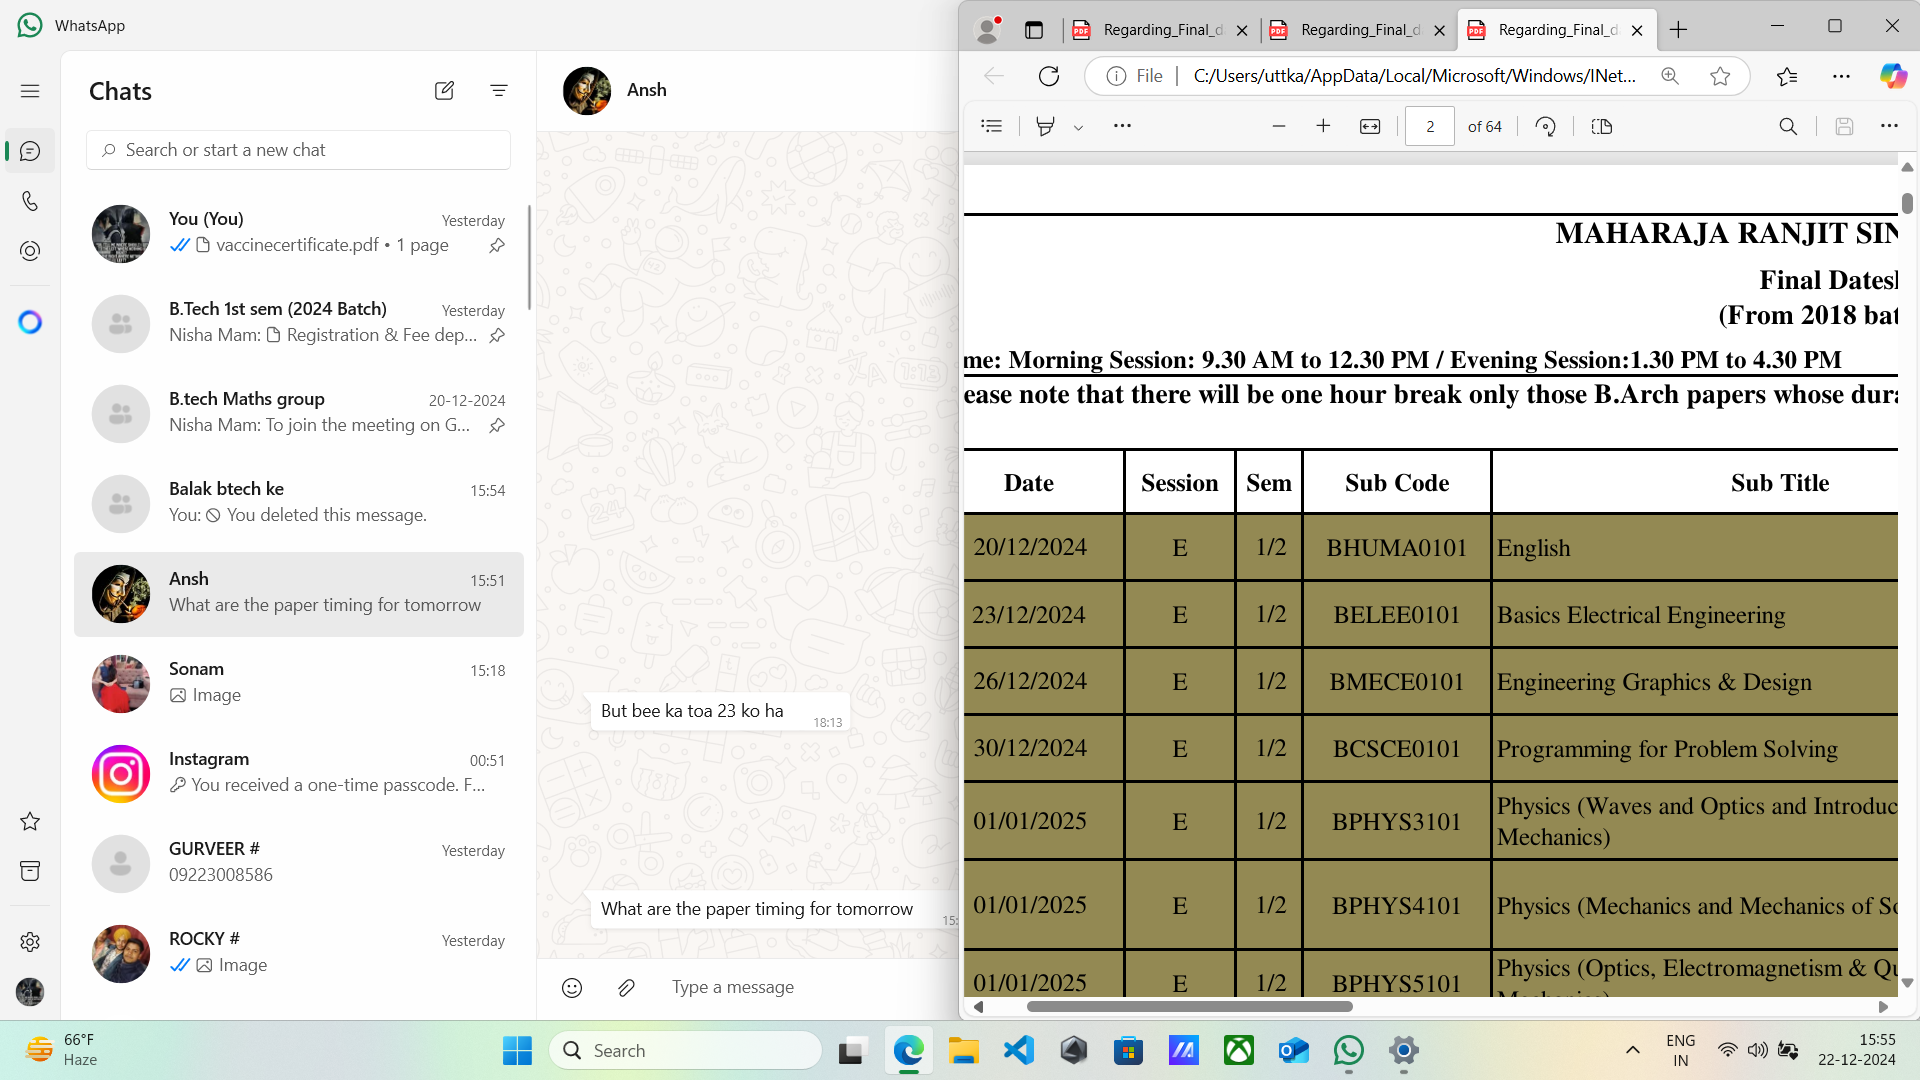 WhatsApp
Chats
Search or start a new chat
You (You)
Yesterday
vaccinecertificate.pdf • 1 page
B.Tech 1st sem (2024 Batch)
Yesterday
Nisha Mam: Registration & Fee dep...
B.tech Maths group
20-12-2024
Nisha Mam: To join the meeting on G...
Balak btech ke
15:54
You: You deleted this message.
Ansh
15:51
What are the paper timing for tomorrow
Sonam
15:18
Image
Instagram
00:51
You received a one-time passcode. F...
GURVEER #
Yesterday
09223008586
ROCKY #
Yesterday
Image
Ansh
But bee ka toa 23 ko ha
18:13
What are the paper timing for tomorrow
15:
Type a message
Regarding_Final_d
Regarding_Final_d
Regarding_Final_d
File
C:/Users/uttka/AppData/Local/Microsoft/Windows/INet...
2 of 64
MAHARAJA RANJIT SIN
Final Datesh
(From 2018 bat
me: Morning Session: 9.30 AM to 12.30 PM / Evening Session:1.30 PM to 4.30 PM
ease note that there will be one hour break only those B.Arch papers whose dura
Date Session Sem Sub Code Sub Title
20/12/2024 E 1/2 BHUMA0101 English
23/12/2024 E 1/2 BELEE0101 Basics Electrical Engineering
26/12/2024 E 1/2 BMECE0101 Engineering Graphics & Design
30/12/2024 E 1/2 BCSCE0101 Programming for Problem Solving
01/01/2025 E 1/2 BPHYS3101 Physics (Waves and Optics and Introduc
Mechanics)
01/01/2025 E 1/2 BPHYS4101 Physics (Mechanics and Mechanics of So
01/01/2025 E 1/2 BPHYS5101 Physics (Optics, Electromagnetism & Qu
Mechanics)
66°F
Haze
Search
ENG
IN
15:55
22-12-2024